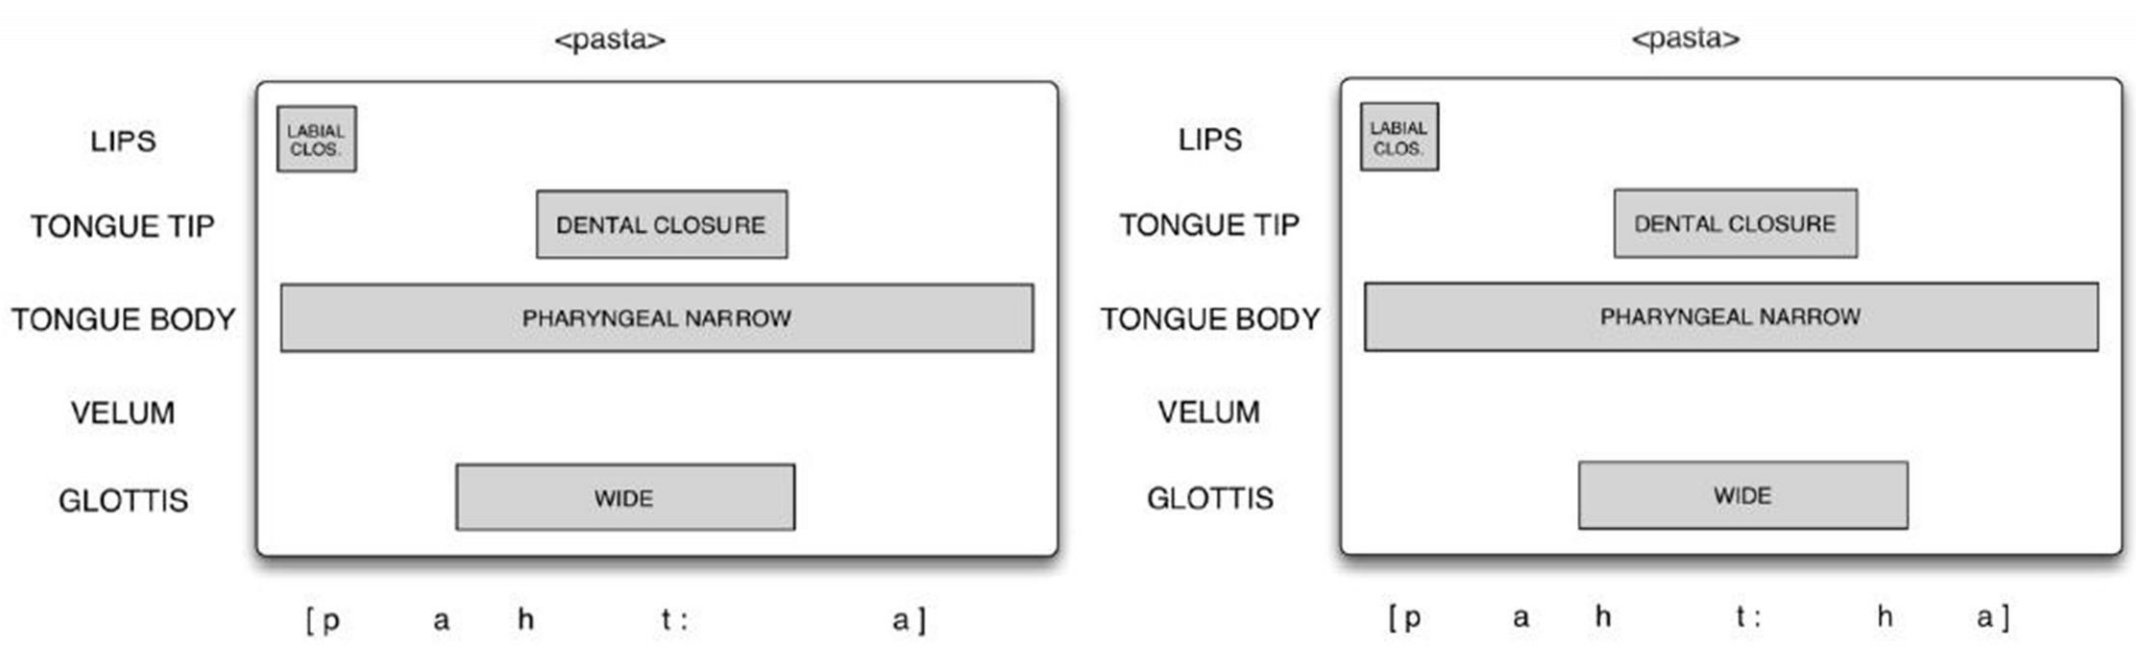 <pasta>
LIPS
LABIAL
CLOS.
TONGUE TIP
DENTAL CLOSURE
TONGUE BODY
PHARYNGEAL NARROW
VELUM
GLOTTIS
WIDE
[ p a h t : a ]
<pasta>
LIPS
LABIAL
CLOS.
TONGUE TIP
DENTAL CLOSURE
TONGUE BODY
PHARYNGEAL NARROW
VELUM
GLOTTIS
WIDE
[ p a h t : h a ]